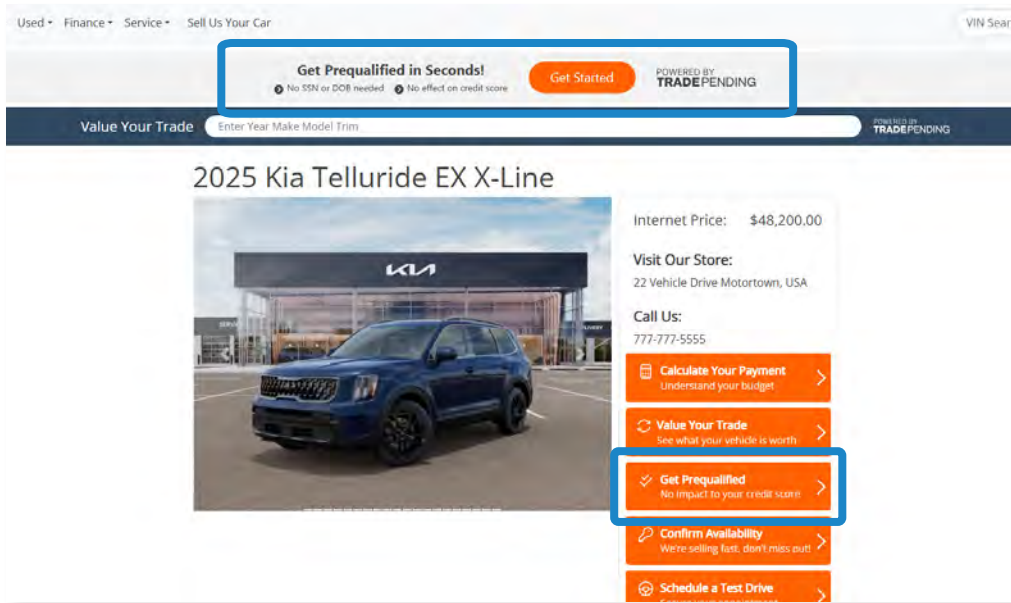 Used Finance Service Sell Us Your Car
VIN Sear
Get Prequalified in Seconds!
No SSN or DOB needed No effect on credit score
Get Started
POWERED BY
TRADEPENDING
Value Your Trade
Enter Year Make Model Trim
POWERED BY
TRADEPENDING
2025 Kia Telluride EX X-Line
KIA
SERVICE
Internet Price: $48,200.00
Visit Our Store:
22 Vehicle Drive Motortown, USA
Call Us:
777-777-5555
Calculate Your Payment
Understand your budget
Value Your Trade
See what your vehicle is worth
Get Prequalified
No impact to your credit score
Confirm Availability
We're selling fast, don't miss out!
Schedule a Test Drive